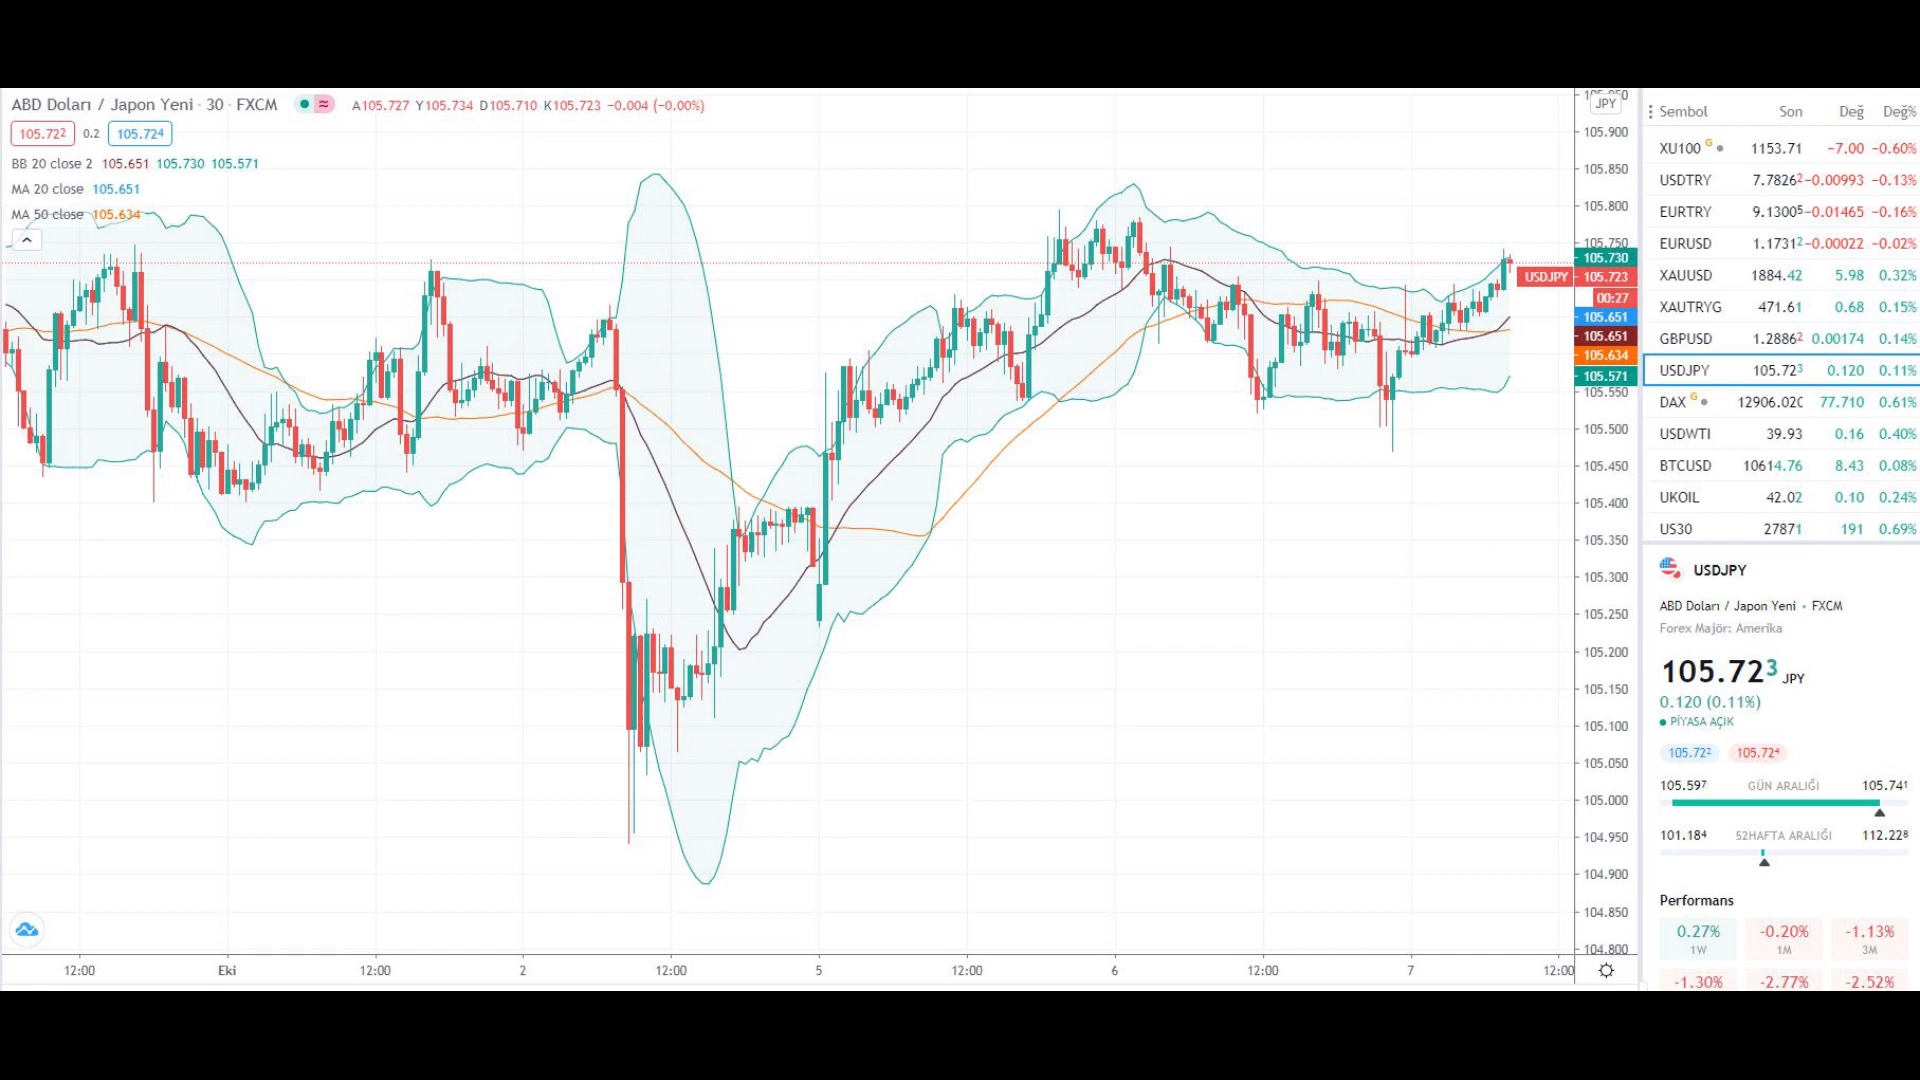 ABD Doları / Japon Yeni · 30 · FXCM A105.727 Y105.734 D105.710 K105.723 −0.004 (−0.00%)
105.722 0.2 105.724
BB 20 close 2 105.651 105.730 105.571
MA 20 close 105.651
MA 50 close 105.634
JPY
105.900
105.850
105.800
105.750
105.730
USDJPY 105.723
00:27
105.651
105.651
105.634
105.571
105.550
105.500
105.450
105.400
105.350
105.300
105.250
105.200
105.150
105.100
105.050
105.000
104.950
104.900
104.850
104.800
12:00 Eki 12:00 2 12:00 5 12:00 6 12:00 7 12:00
Sembol Son Değ Değ%
XU100 G 1153.71 −7.00 −0.60%
USDTRY 7.78262 −0.00993 −0.13%
EURTRY 9.13005 −0.01465 −0.16%
EURUSD 1.17312 −0.00022 −0.02%
XAUUSD 1884.42 5.98 0.32%
XAUTRYG 471.61 0.68 0.15%
GBPUSD 1.28862 0.00174 0.14%
USDJPY 105.723 0.120 0.11%
DAX G 12906.020 77.710 0.61%
USDWTI 39.93 0.16 0.40%
BTCUSD 10614.76 8.43 0.08%
UKOIL 42.02 0.10 0.24%
US30 27871 191 0.69%
USDJPY
ABD Doları / Japon Yeni • FXCM
Forex Majör: Amerika
105.723 JPY
0.120 (0.11%)
PİYASA AÇIK
105.722 105.724
105.597 GÜN ARALIĞI 105.741
101.184 52HAFTA ARALIĞI 112.228
Performans
0.27% -0.20% -1.13%
1W 1M 3M
-1.30% -2.77% -2.52%